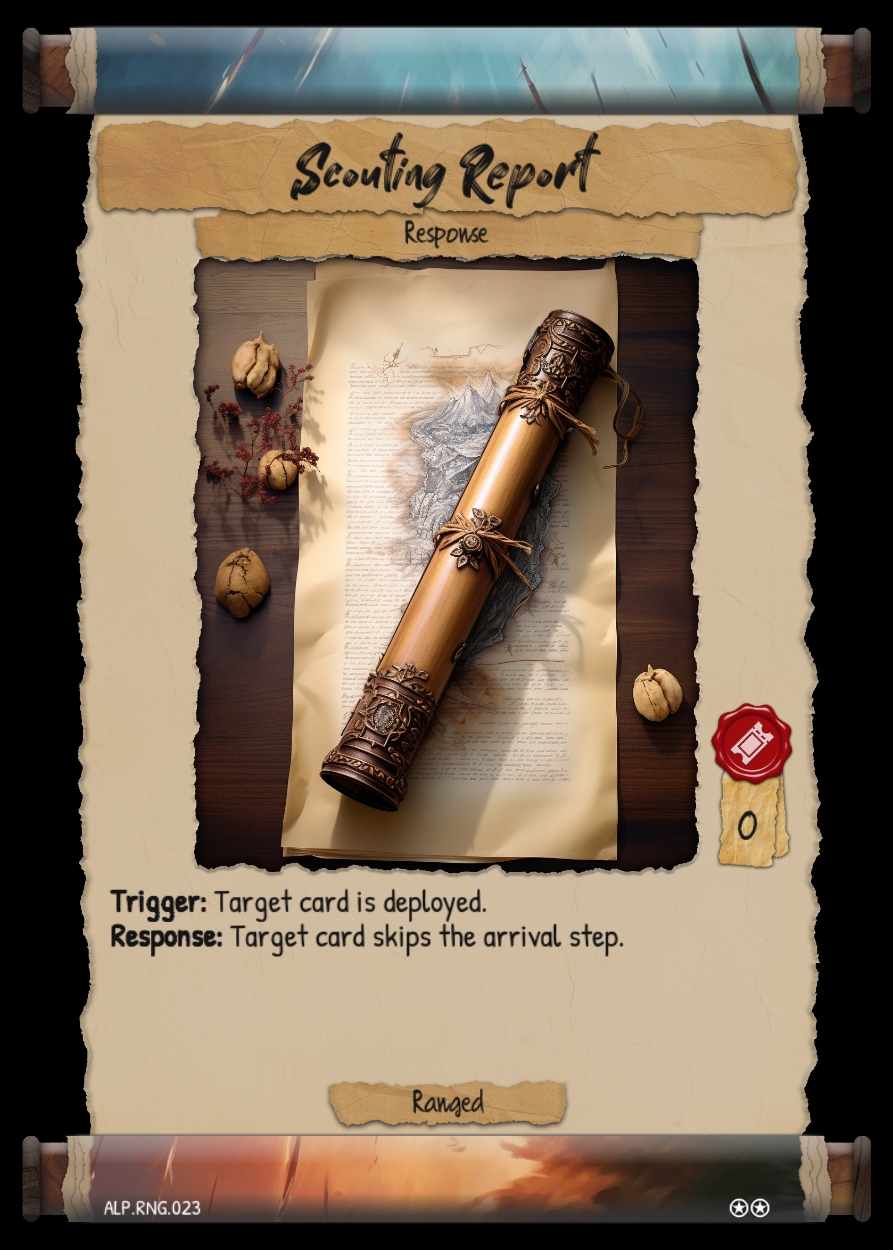 Scouting Report
Response
0
Trigger: Target card is deployed.
Response: Target card skips the arrival step.
Ranged
ALP.RNG.023